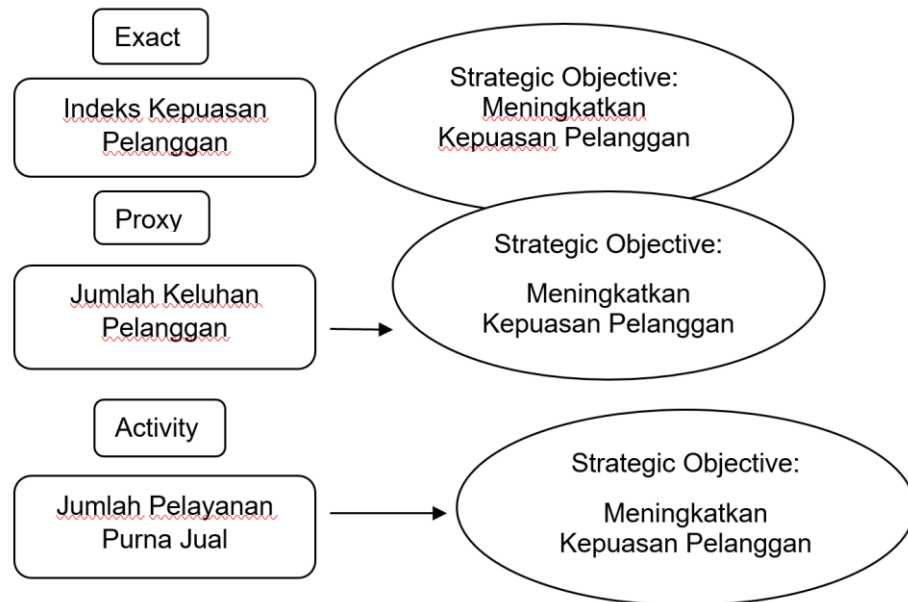 Exact
Indeks Kepuasan
Pelanggan
Strategic Objective:
Meningkatkan
Kepuasan Pelanggan
Proxy
Jumlah Keluhan
Pelanggan
Strategic Objective:
Meningkatkan
Kepuasan Pelanggan
Activity
Jumlah Pelayanan
Purna Jual
Strategic Objective:
Meningkatkan
Kepuasan Pelanggan